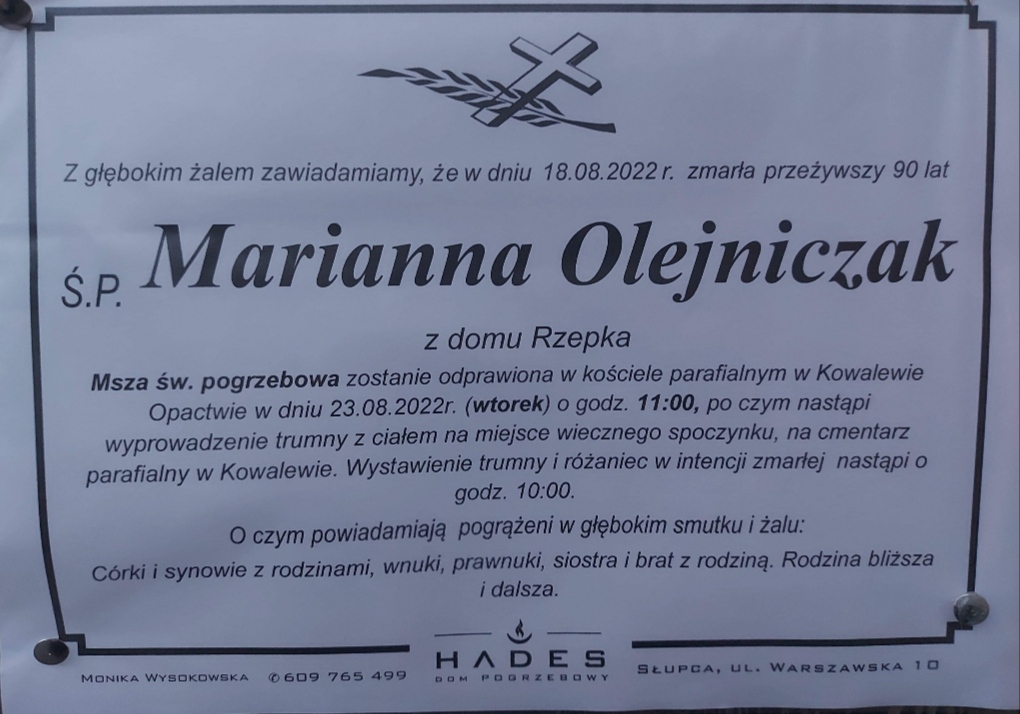 Z głębokim żalem zawiadamiamy, że w dniu 18.08.2022 r. zmarła przeżywszy 90 lat
Ś.P. Marianna Olejniczak
z domu Rzepka
Msza św. pogrzebowa zostanie odprawiona w kościele parafialnym w Kowalewie
Opactwie w dniu 23.08.2022r. (wtorek) o godz. 11:00, po czym nastąpi
wyprowadzenie trumny z ciałem na miejsce wiecznego spoczynku, na cmentarz
parafialny w Kowalewie. Wystawienie trumny i różaniec w intencji zmarłej nastąpi o
godz. 10:00.
O czym powiadamiają pogrążeni w głębokim smutku i żalu:
Córki i synowie z rodzinami, wnuki, prawnuki, siostra i brat z rodziną. Rodzina bliższa
i dalsza.
HADES
DOM POGRZEBOWY
MONIKA WYSOKOWSKA ✆609 765 499
SŁUPCA, UL. WARSZAWSKA 10